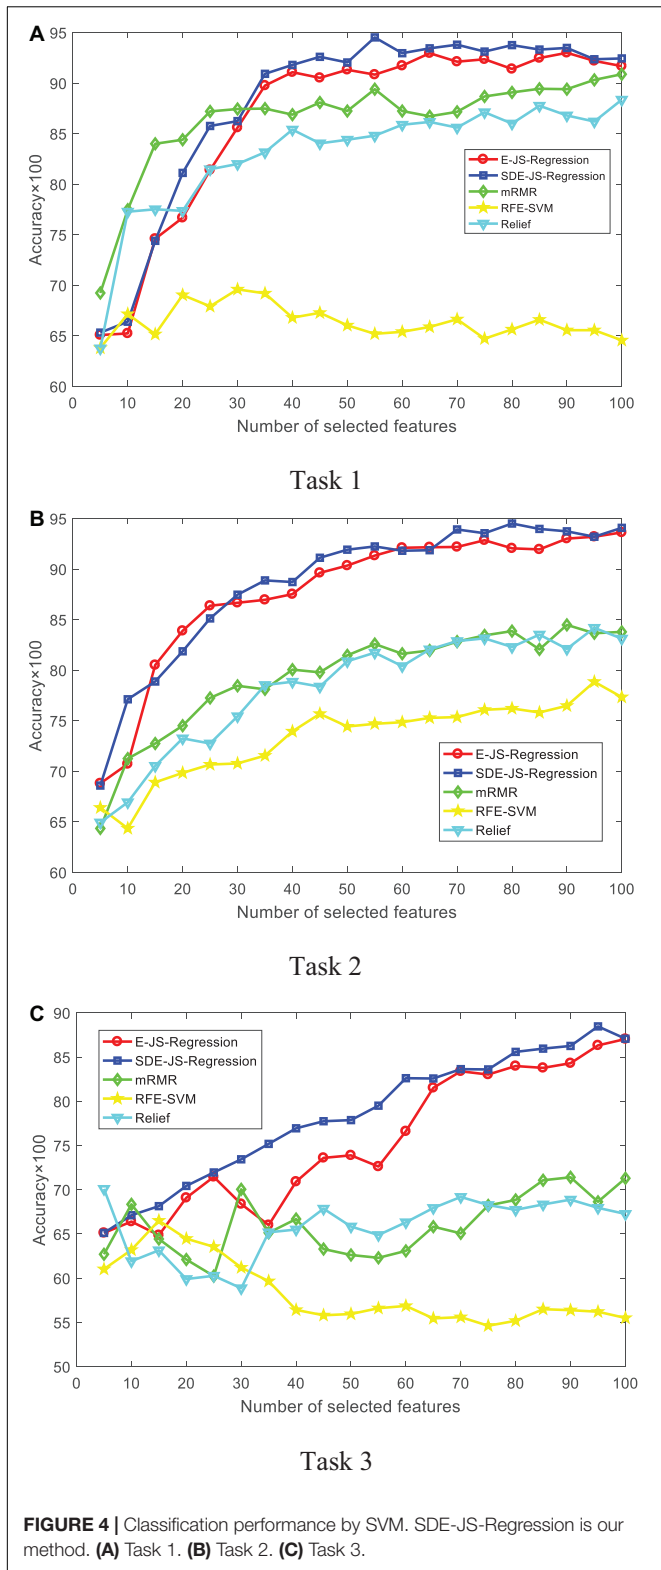 A
95
90
85
80
75
70
65
60
Accuracy×100
E-JS-Regression
SDE-JS-Regression
mRMR
RFE-SVM
Relief
0 10 20 30 40 50 60 70 80 90 100
Number of selected features
Task 1
B
95
90
85
80
75
70
65
60
Accuracy×100
E-JS-Regression
SDE-JS-Regression
mRMR
RFE-SVM
Relief
0 10 20 30 40 50 60 70 80 90 100
Number of selected features
Task 2
C
90
85
80
75
70
65
60
55
50
Accuracy×100
E-JS-Regression
SDE-JS-Regression
mRMR
RFE-SVM
Relief
0 10 20 30 40 50 60 70 80 90 100
Number of selected features
Task 3
FIGURE 4 | Classification performance by SVM. SDE-JS-Regression is our
method. (A) Task 1. (B) Task 2. (C) Task 3.